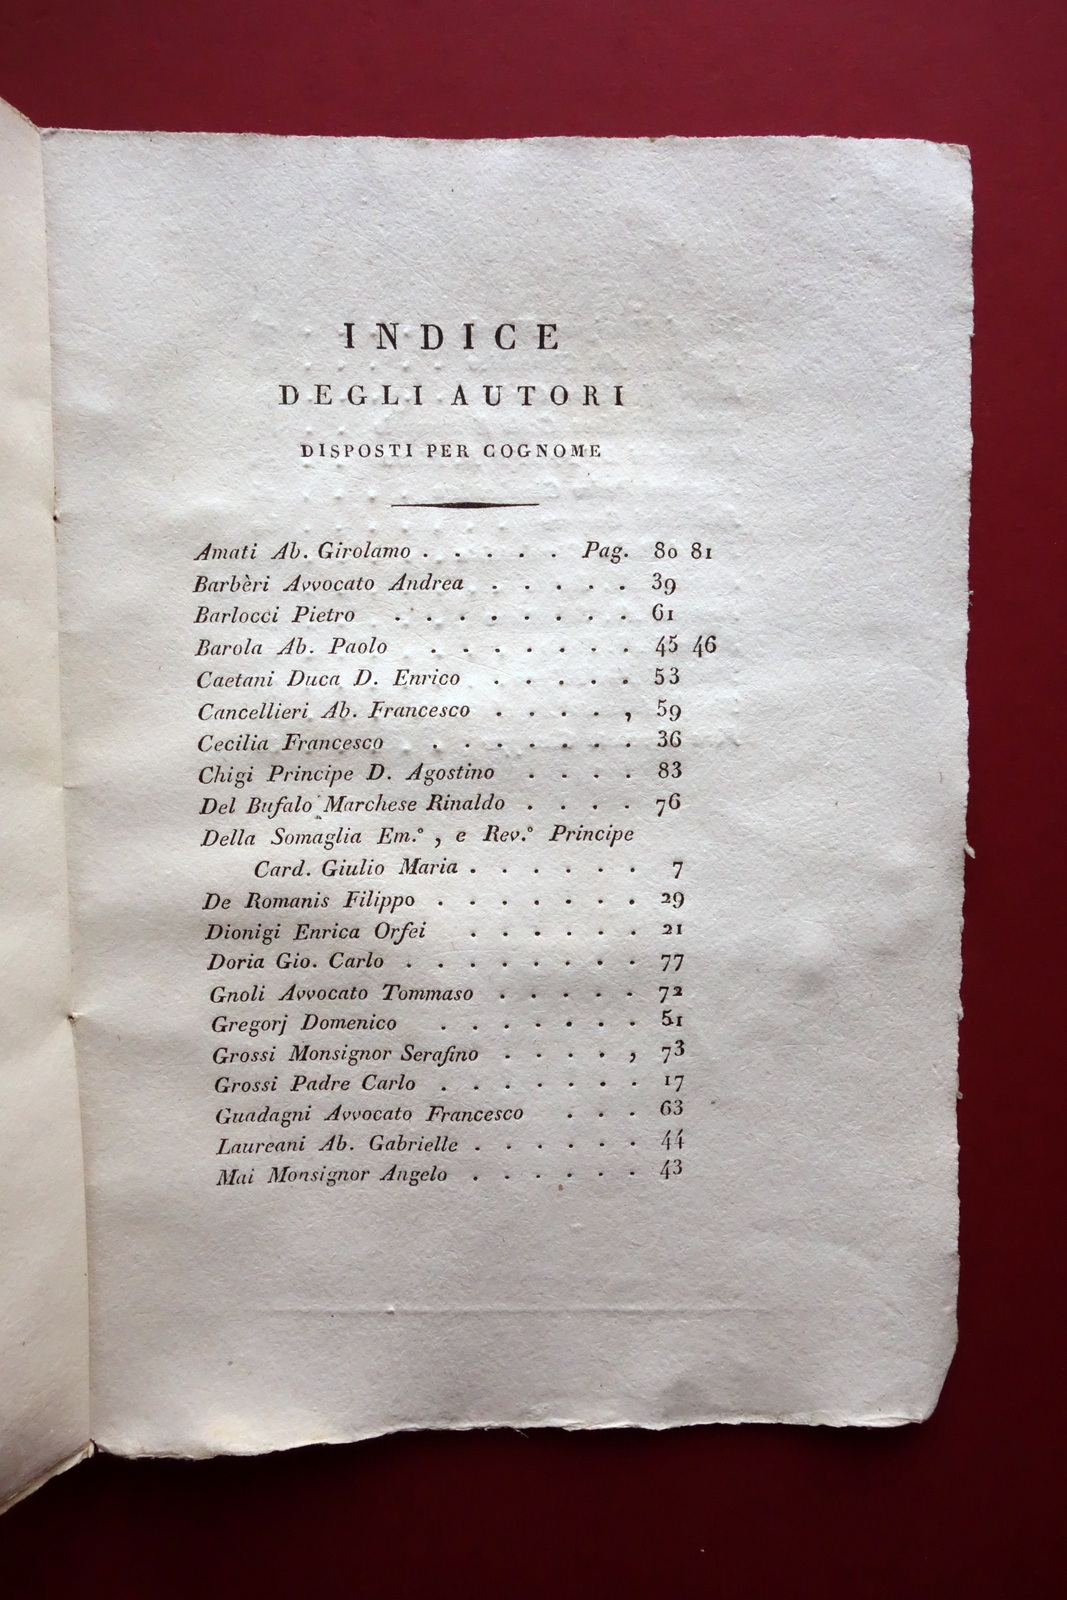 INDICE
DEGLI AUTORI
DISPOSTI PER COGNOME
Amati Ab. Girolamo . . . . . Pag. 80 81
Barbèri Avvocato Andrea . . . . . 39
Barlocci Pietro . . . . . . . . 61
Barola Ab. Paolo . . . . . . . 45 46
Caetani Duca D. Enrico . . . . . 53
Cancellieri Ab. Francesco . . . . , 59
Cecilia Francesco . . . . . . . 36
Chigi Principe D. Agostino . . . . 83
Del Bufalo Marchese Rinaldo . . . . 76
Della Somaglia Em.º , e Rev.º Principe
Card. Giulio Maria . . . . . . 7
De Romanis Filippo . . . . . . . 29
Dionigi Enrica Orfei . . . . . . 21
Doria Gio. Carlo . . . . . . . . 77
Gnoli Avvocato Tommaso . . . . . 72
Gregorj Domenico . . . . . . . 51
Grossi Monsignor Serafino . . . . , 73
Grossi Padre Carlo . . . . . . . 17
Guadagni Avvocato Francesco . . . 63
Laureani Ab. Gabrielle . . . . . . 44
Mai Monsignor Angelo . . . . . . 43